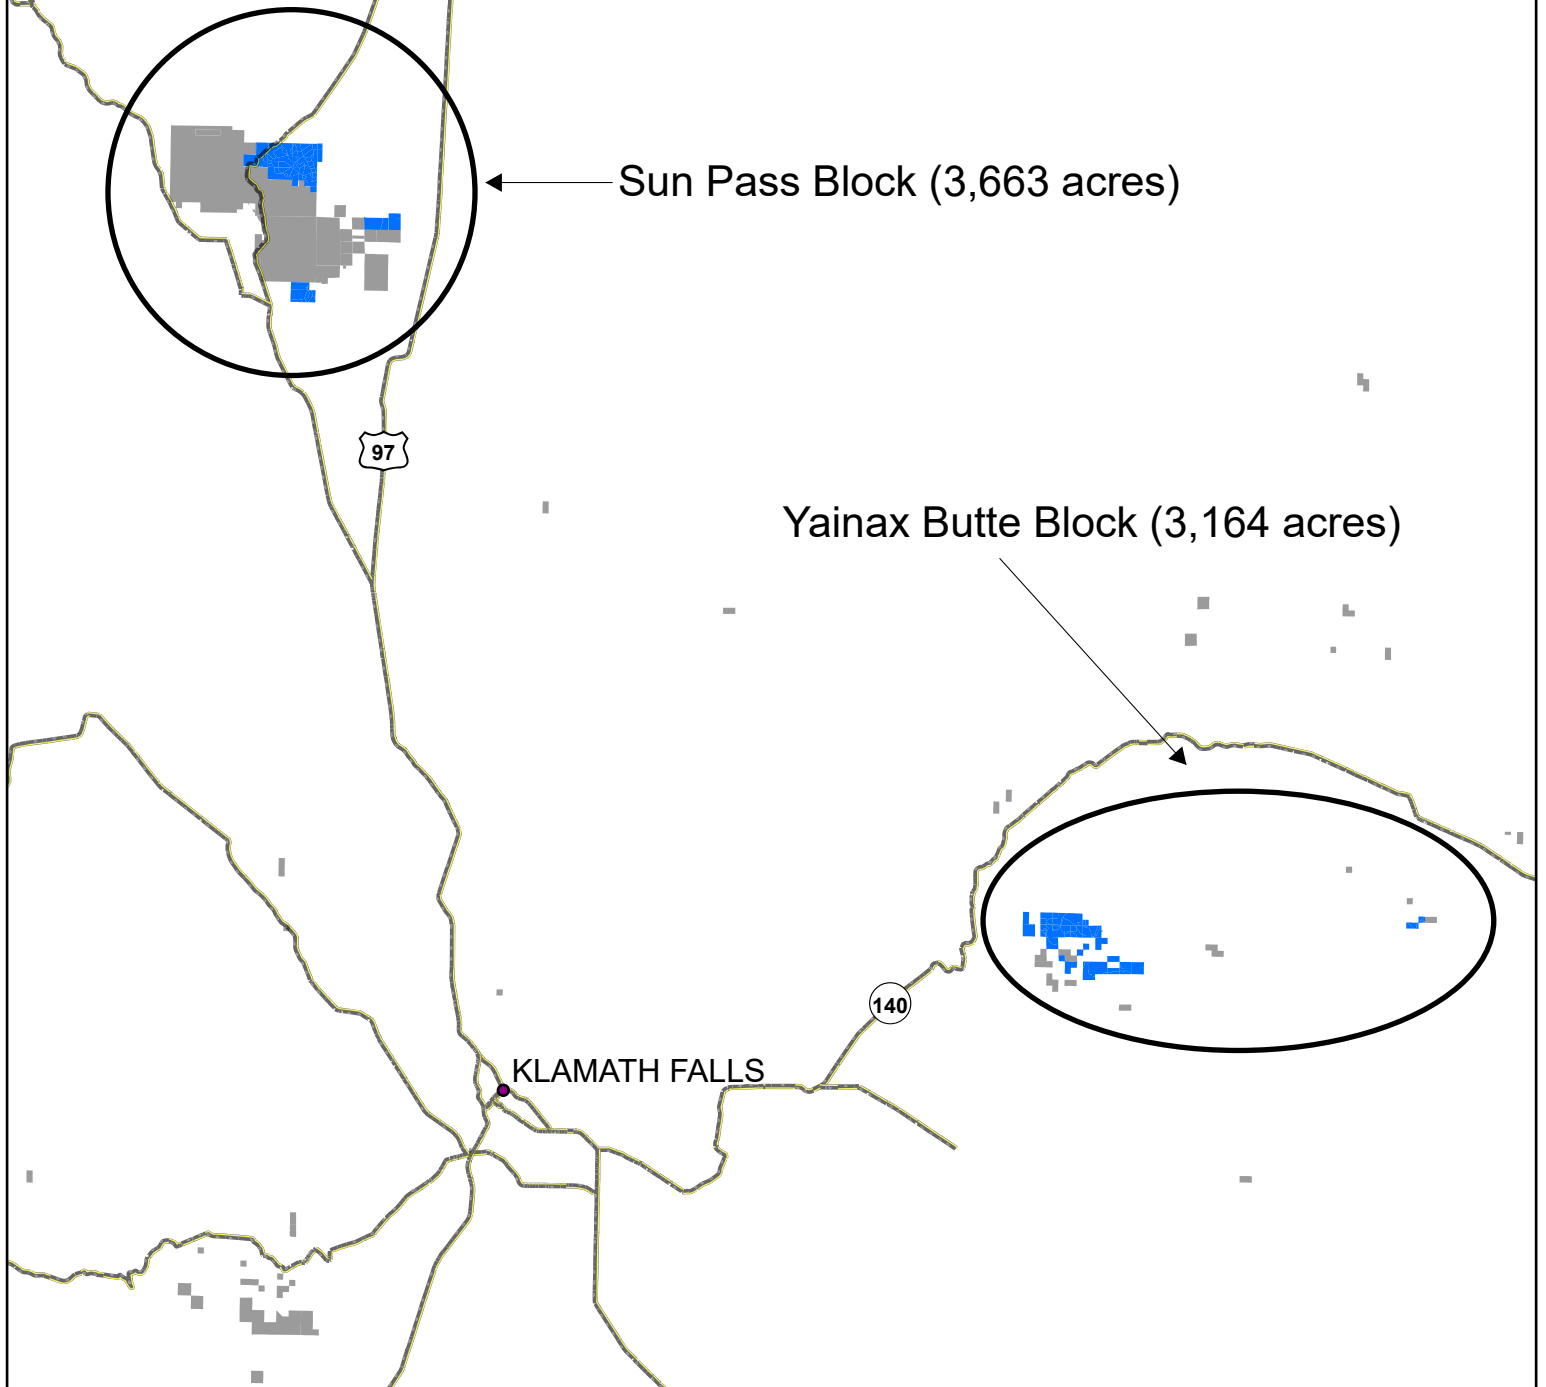 Sun Pass Block (3,663 acres)
97
Yainax Butte Block (3,164 acres)
140
KLAMATH FALLS